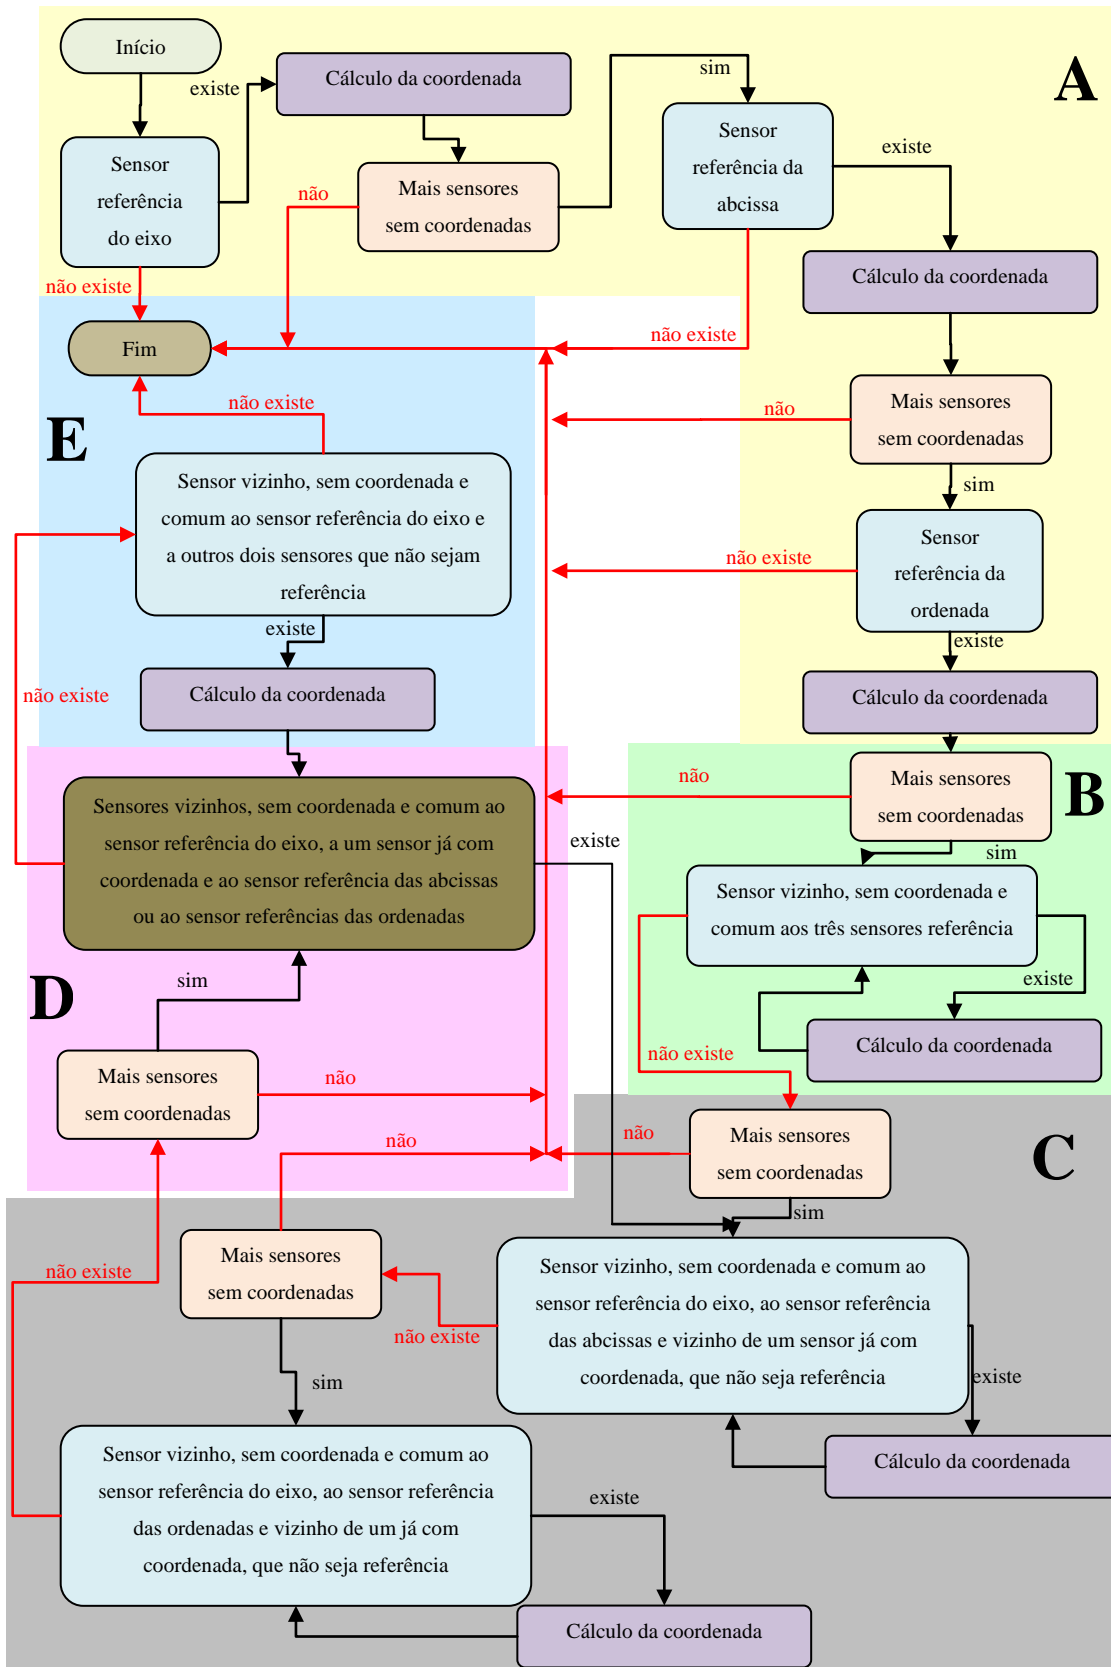 Início
existe
Cálculo da coordenada
sim
A
Sensor
referência
do eixo
não
Mais sensores
sem coordenadas
Sensor
referência da
abcissa
existe
Cálculo da coordenada
não existe
Fim
não existe
não existe
Mais sensores
sem coordenadas
não
sim
E
Sensor vizinho, sem coordenada e
comum ao sensor referência do eixo e
a outros dois sensores que não sejam
referência
não existe
Sensor
referência da
ordenada
existe
existe
não existe
Cálculo da coordenada
Cálculo da coordenada
não
Mais sensores
sem coordenadas
B
sim
Sensores vizinhos, sem coordenada e comum ao
sensor referência do eixo, a um sensor já com
coordenada e ao sensor referência das abcissas
ou ao sensor referências das ordenadas
existe
Sensor vizinho, sem coordenada e
comum aos três sensores referência
existe
D
sim
não existe
Cálculo da coordenada
Mais sensores
sem coordenadas
não
não
não
Mais sensores
sem coordenadas
C
sim
Mais sensores
sem coordenadas
não existe
Sensor vizinho, sem coordenada e comum ao
sensor referência do eixo, ao sensor referência
das abcissas e vizinho de um sensor já com
coordenada, que não seja referência
não existe
existe
sim
Sensor vizinho, sem coordenada e comum ao
sensor referência do eixo, ao sensor referência
das ordenadas e vizinho de um já com
coordenada, que não seja referência
Cálculo da coordenada
existe
Cálculo da coordenada